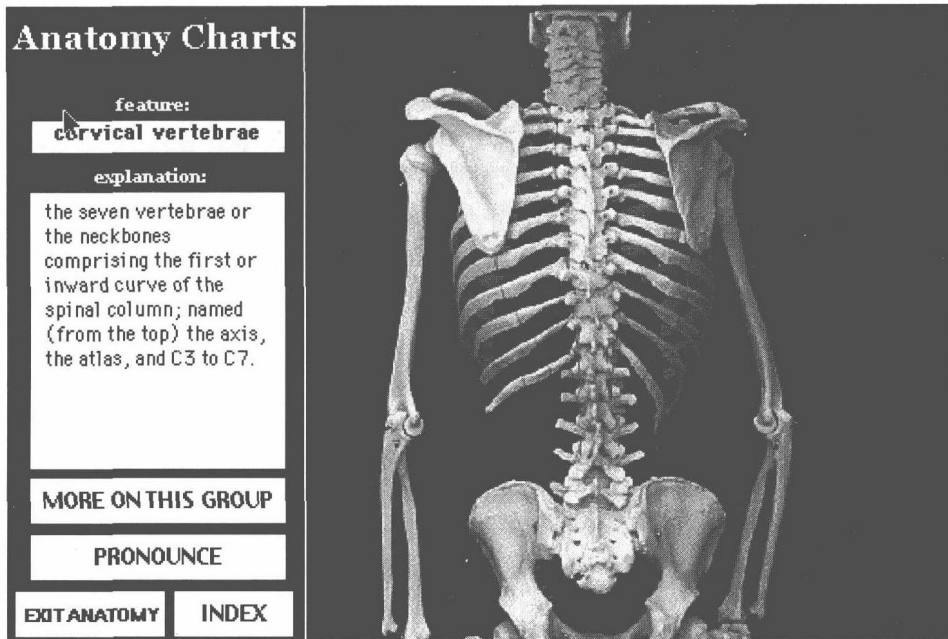 Anatomy Charts
feature:
cervical vertebrae
explanation:
the seven vertebrae or
the neckbones
comprising the first or
inward curve of the
spinal column; named
(from the top) the axis,
the atlas, and C3 to C7.
MORE ON THIS GROUP
PRONOUNCE
EXIT ANATOMY
INDEX